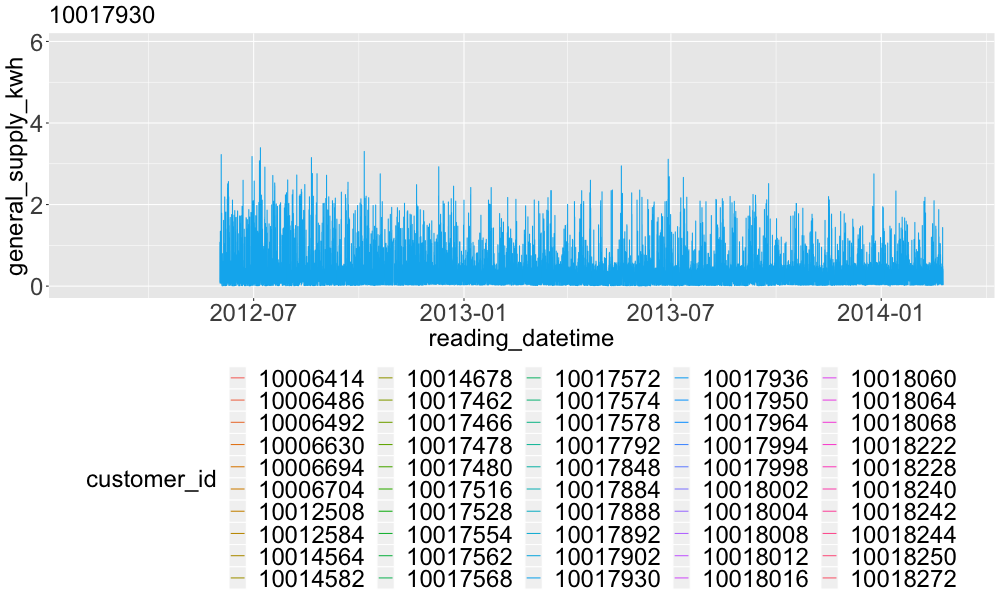 10017930
general_supply_kwh
6
4
2
0
2012-07 2013-01 2013-07 2014-01
reading_datetime
customer_id
10006414 10014678 10017572 10017936 10018060
10006486 10017462 10017574 10017950 10018064
10006492 10017466 10017578 10017964 10018068
10006630 10017478 10017792 10017994 10018222
10006694 10017480 10017848 10017998 10018228
10006704 10017516 10017884 10018002 10018240
10012508 10017528 10017888 10018004 10018242
10012584 10017554 10017892 10018008 10018244
10014564 10017562 10017902 10018012 10018250
10014582 10017568 10017930 10018016 10018272